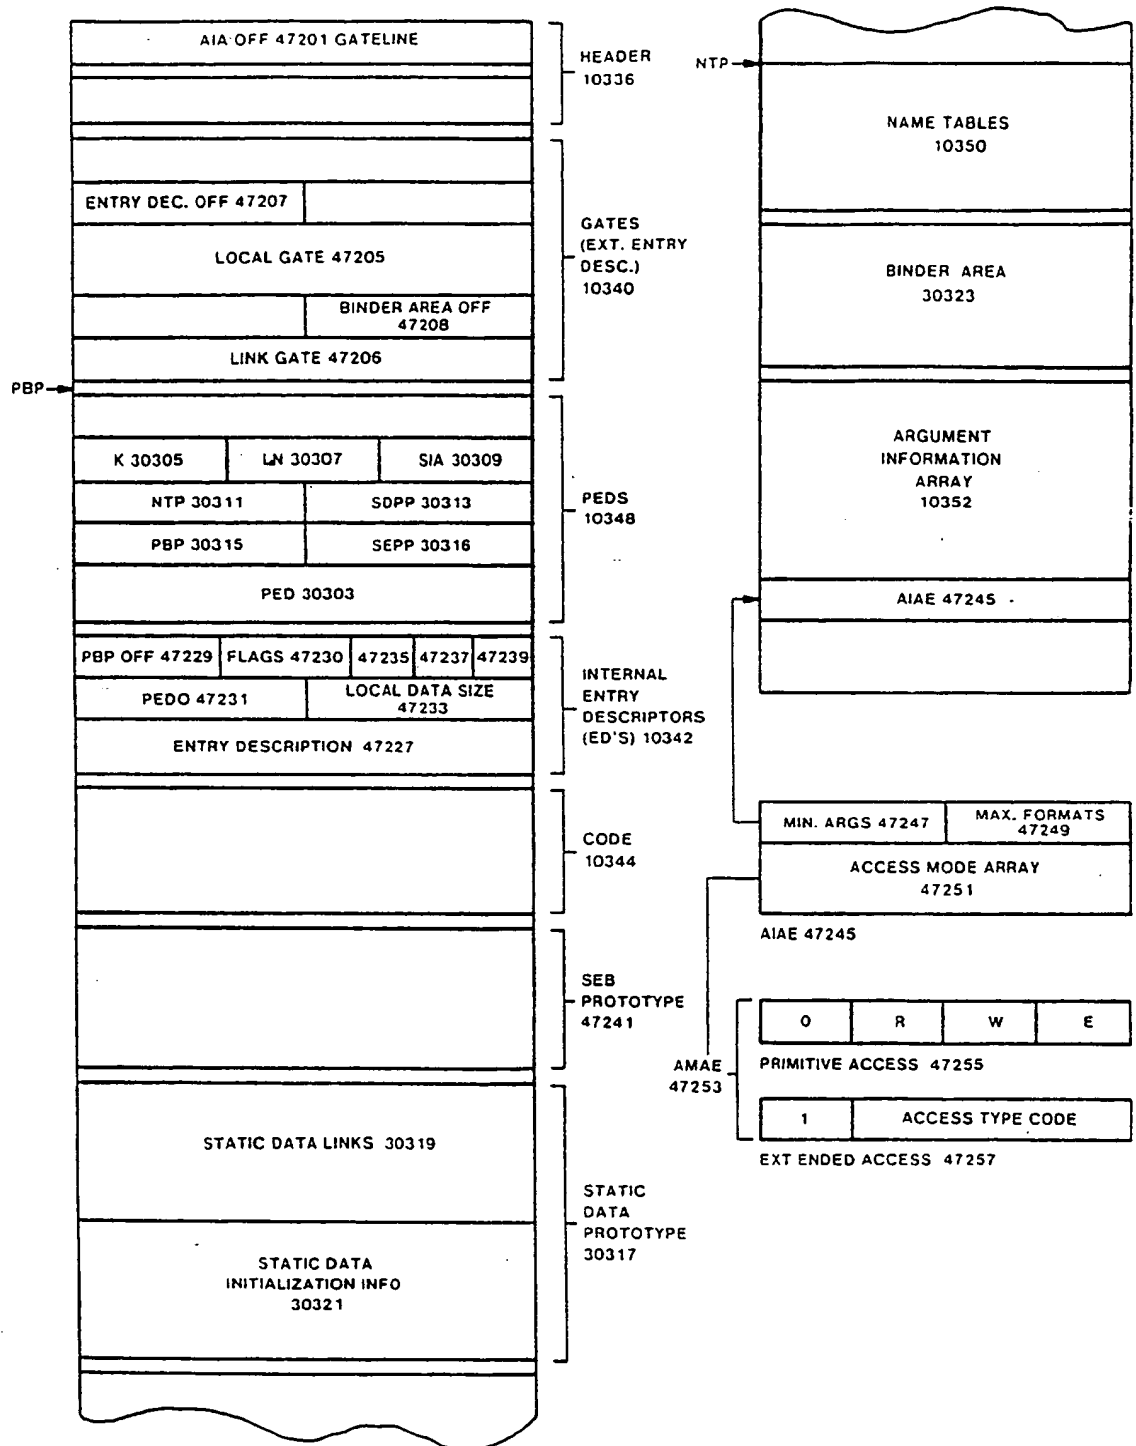 AIA OFF 47201 GATELINE
HEADER
10336
ENTRY DEC. OFF 47207
LOCAL GATE 47205
BINDER AREA OFF
47208
LINK GATE 47206
GATES
(EXT. ENTRY
DESC.)
10340
PBP
K 30305
LN 30307
SIA 30309
NTP 30311
SDPP 30313
PBP 30315
SEPP 30316
PED 30303
PEDS
10348
PBP OFF 47229
FLAGS 47230
47235
47237
47239
PEDO 47231
LOCAL DATA SIZE
47233
ENTRY DESCRIPTION 47227
INTERNAL
ENTRY
DESCRIPTORS
(ED'S) 10342
CODE
10344
SEB
PROTOTYPE
47241
STATIC DATA LINKS 30319
STATIC DATA
INITIALIZATION INFO
30321
STATIC
DATA
PROTOTYPE
30317
NTP
NAME TABLES
10350
BINDER AREA
30323
ARGUMENT
INFORMATION
ARRAY
10352
AIAE 47245
MIN. ARGS 47247
MAX. FORMATS
47249
ACCESS MODE ARRAY
47251
AIAE 47245
AMAE
47253
O
R
W
E
PRIMITIVE ACCESS 47255
1
ACCESS TYPE CODE
EXT ENDED ACCESS 47257